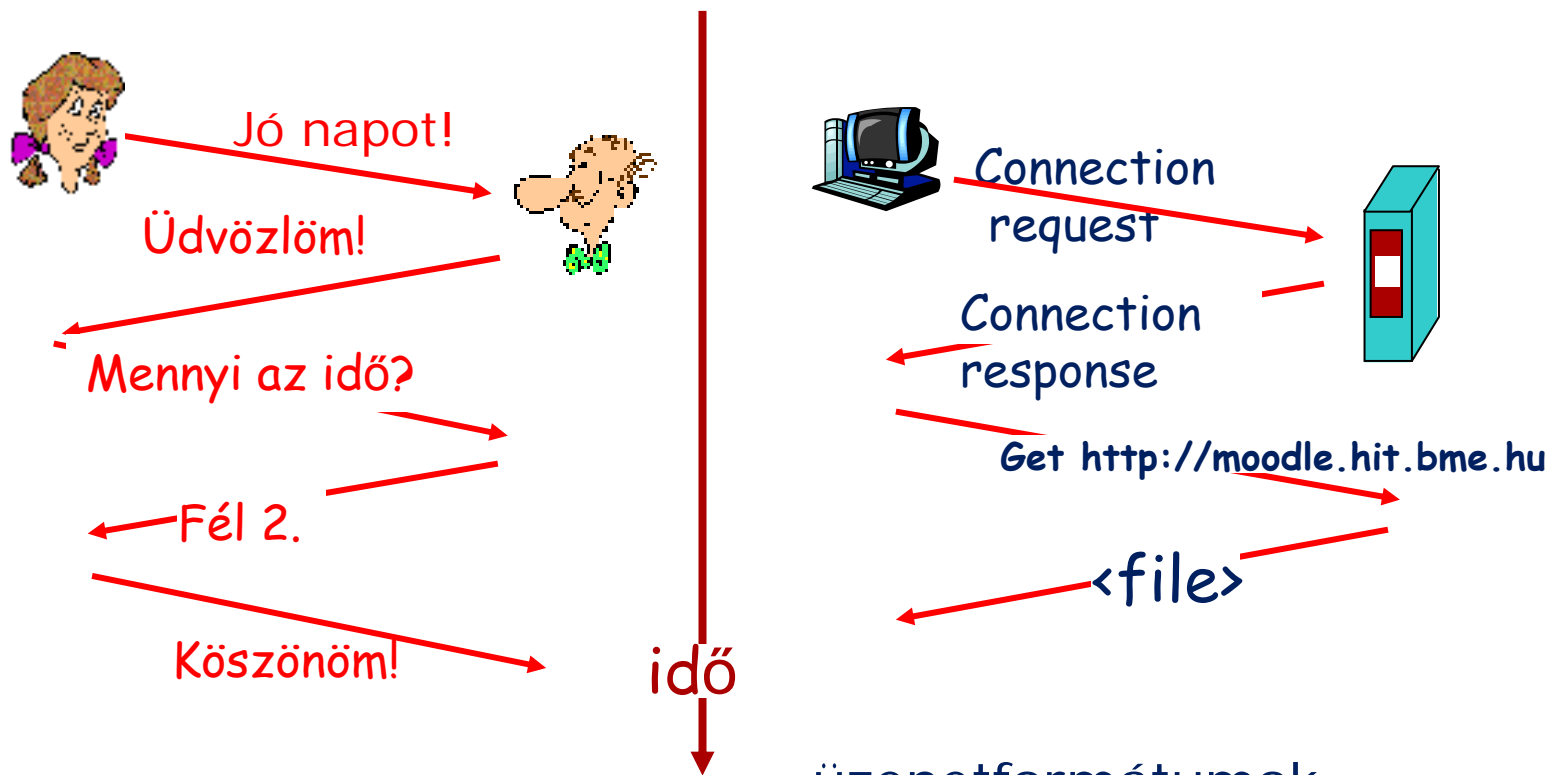 Jó napot!
Üdvözlöm!
Mennyi az idő?
Fél 2.
Köszönöm!
idő
Connection
request
Connection
response
Get http://moodle.hit.bme.hu
<file>
üzenetformátumok